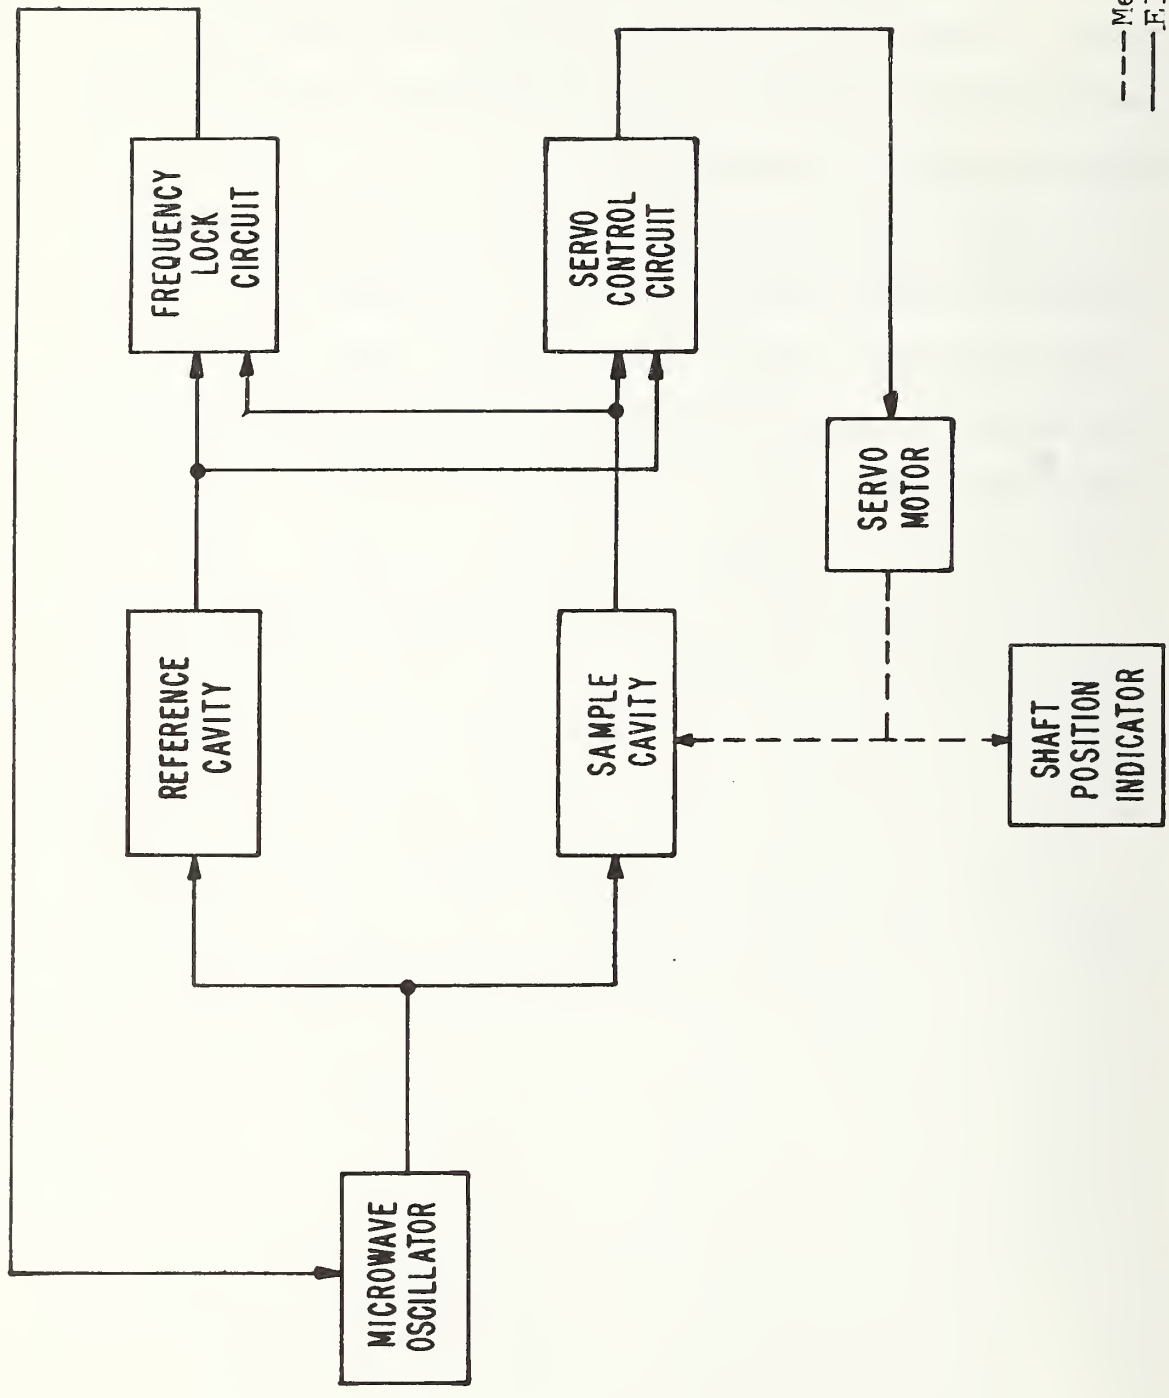 FREQUENCY
LOCK
CIRCUIT
REFERENCE
CAVITY
MICROWAVE
OSCILLATOR
SERVO
CONTROL
CIRCUIT
SAMPLE
CAVITY
SERVO
MOTOR
SHAFT
POSITION
INDICATOR